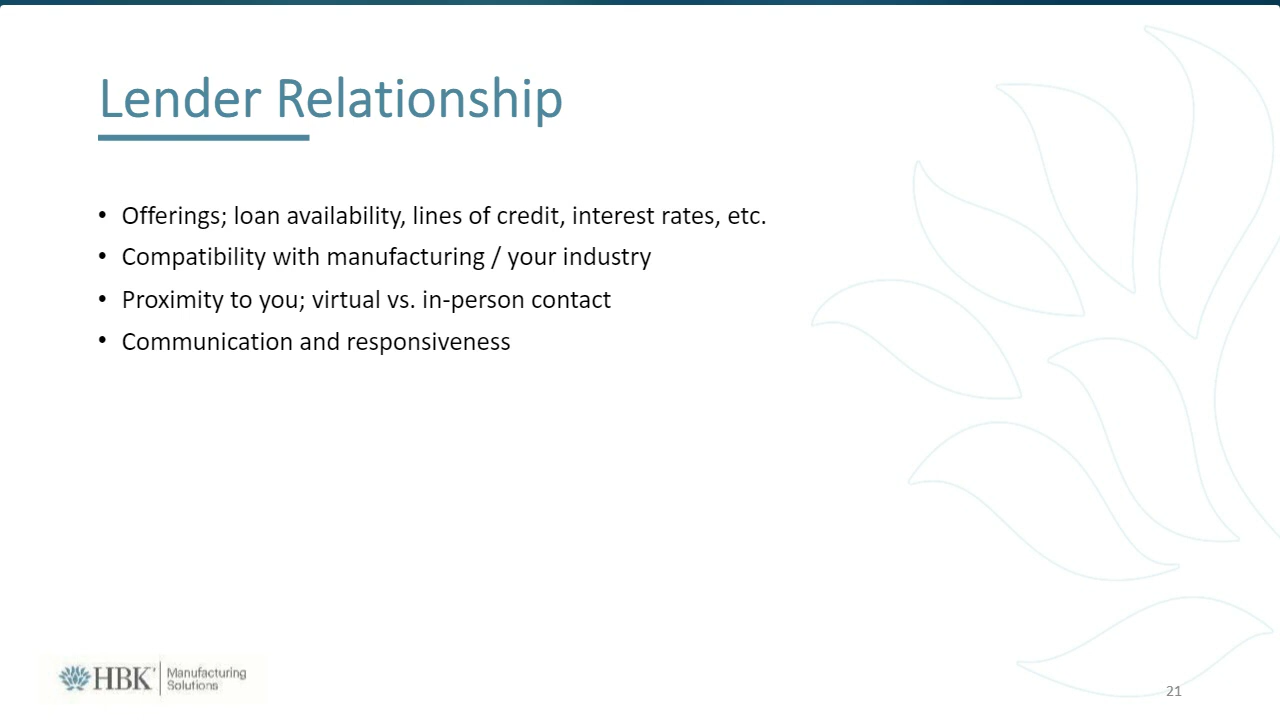 Lender Relationship
• Offerings; loan availability, lines of credit, interest rates, etc.
• Compatibility with manufacturing / your industry
• Proximity to you; virtual vs. in-person contact
• Communication and responsiveness
HBK
Manufacturing
Solutions
21